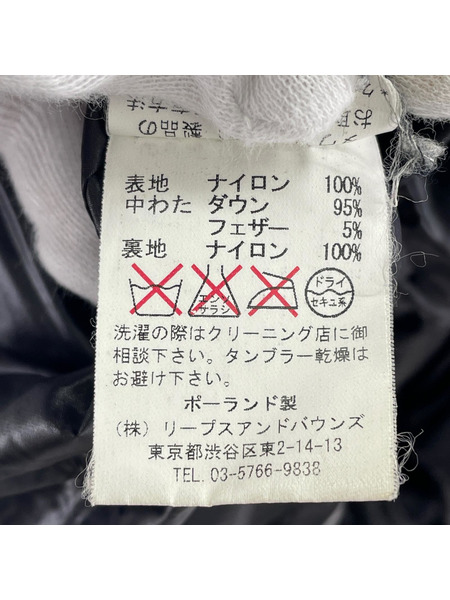 表地 ナイロン 100%
中わた ダウン 95%
フェザー 5%
裏地 ナイロン 100%
エンソ サラシ ドライ セキユ系
洗濯の際はクリーニング店に御
相談下さい。タンブラー乾燥は
お避け下さい。
ポーランド製
(株) リーブスアンドバウンズ
東京都渋谷区東2-14-13
TEL. 03-5766-9838